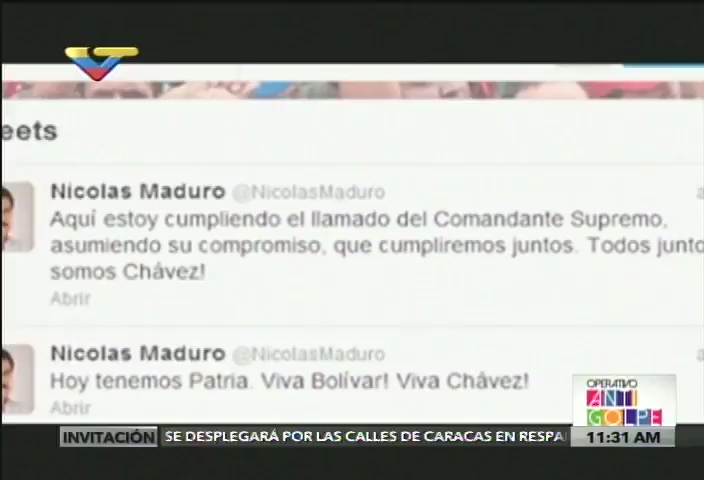 eets
Nicolas Maduro @NicolasMaduro
Aquí estoy cumpliendo el llamado del Comandante Supremo,
asumiendo su compromiso, que cumpliremos juntos. Todos junto
somos Chávez!
Abrir
Nicolas Maduro @NicolasMaduro
Hoy tenemos Patria. Viva Bolívar! Viva Chávez!
Abrir
OPERATIVO
ANTI
GOLPE
INVITACIÓN SE DESPLEGARÁ POR LAS CALLES DE CARACAS EN RESPA
11:31 AM